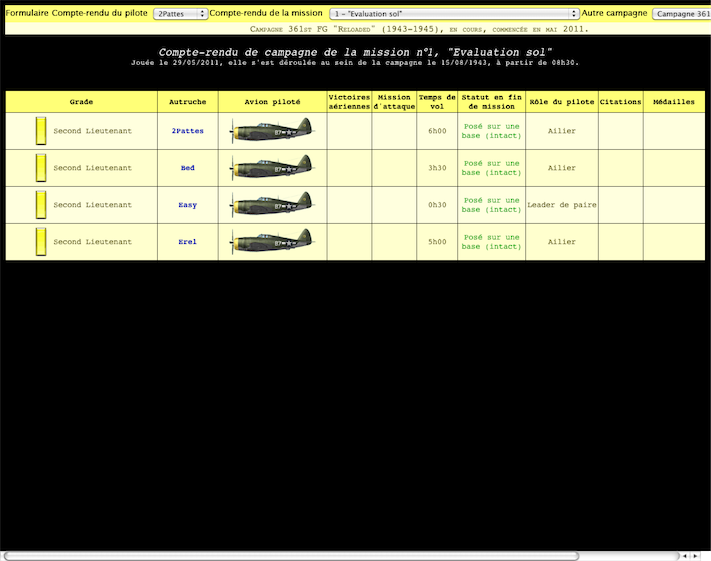 Formulaire Compte-rendu du pilote 2Pattes Compte-rendu de la mission 1 - "Evaluation sol" Autre campagne Campagne 361
Campagne 361st FG "Reloaded" (1943-1945), en cours, commencée en mai 2011.
Compte-rendu de campagne de la mission n°1, "Evaluation sol"
Jouée le 29/05/2011, elle s'est déroulée au sein de la campagne le 15/08/1943, à partir de 08h30.
Grade Autruche Avion piloté Victoires aériennes Mission d'attaque Temps de vol Statut en fin de mission Rôle du pilote Citations Médailles
Second Lieutenant 2Pattes 6h00 Posé sur une base (intact) Ailier
Second Lieutenant Bed 3h30 Posé sur une base (intact) Ailier
Second Lieutenant Easy 0h30 Posé sur une base (intact) Leader de paire
Second Lieutenant Erel 5h00 Posé sur une base (intact) Ailier